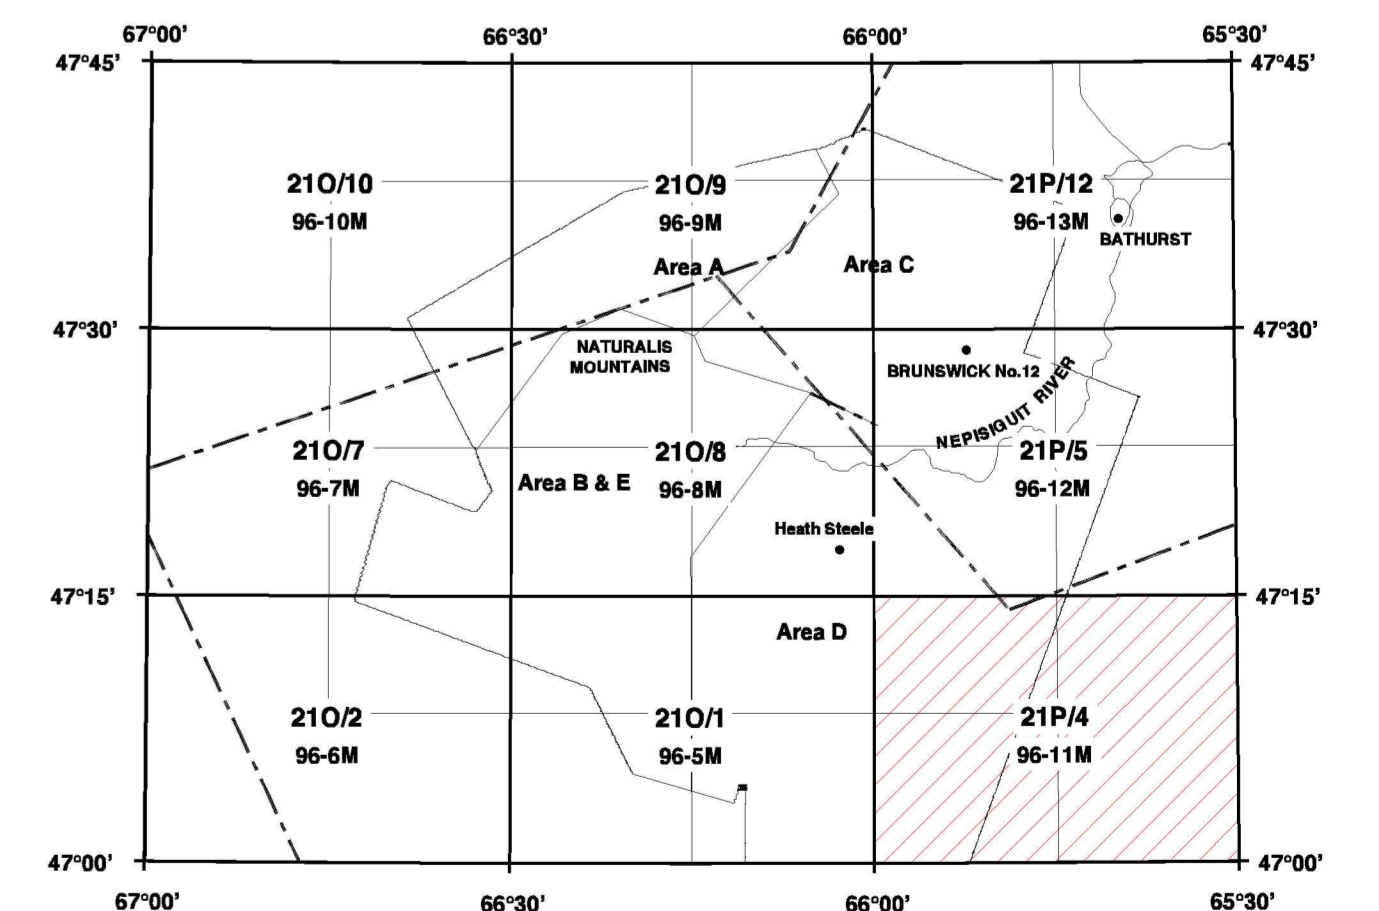 67°00’ 66°30’ 66°00’ 65°30’
47°45’ 47°45’
21O/10 21O/9 21P/12
96-10M 96-9M 96-13M
BATHURST
Area A Area C
47°30’ 47°30’
NATURALIS
MOUNTAINS
BRUNSWICK No.12
NEPISIGUIT RIVER
21O/7 21O/8 21P/5
96-7M Area B & E 96-8M 96-12M
Heath Steele
47°15’ 47°15’
Area D
21O/2 21O/1 21P/4
96-6M 96-5M 96-11M
47°00’ 47°00’
67°00’ 66°30’ 66°00’ 65°30’